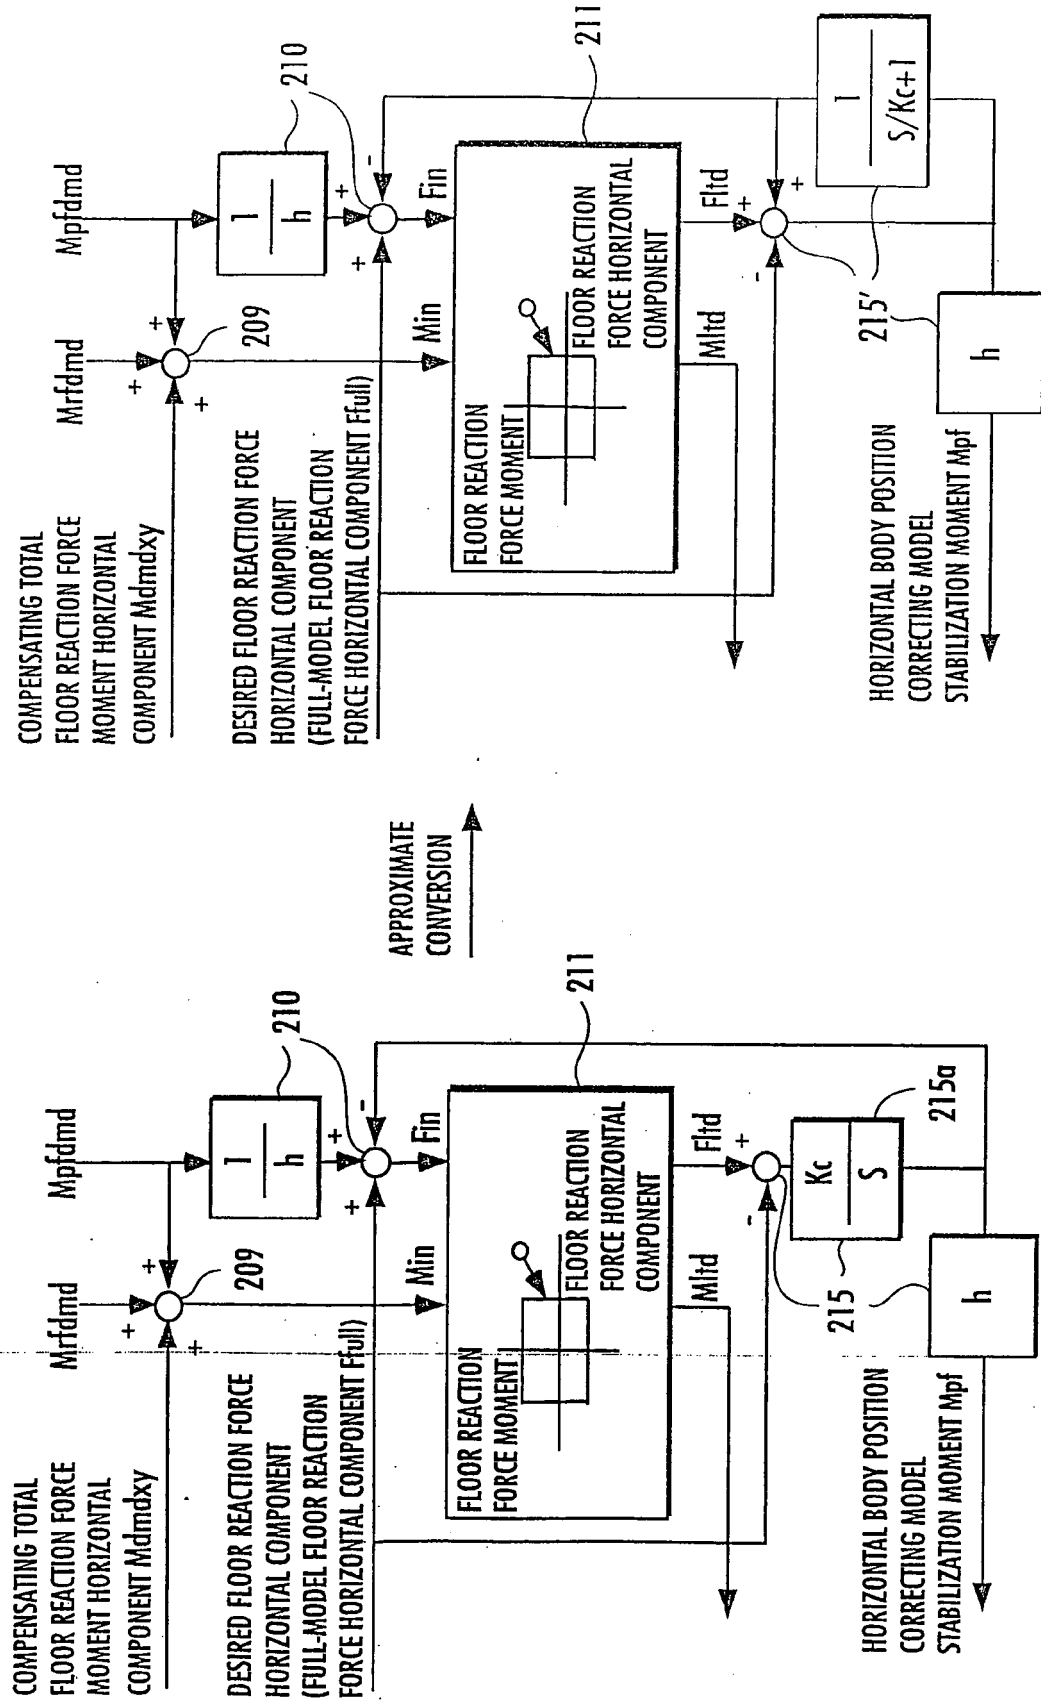 COMPENSATING TOTAL
FLOOR REACTION FORCE
MOMENT HORIZONTAL
COMPONENT Mdmdxy
Mrfdmd
Mpfdmd
+
+
+
209
1
h
210
DESIRED FLOOR REACTION FORCE
HORIZONTAL COMPONENT
(FULL-MODEL FLOOR REACTION
FORCE HORIZONTAL COMPONENT Ffull)
+
+
-
Min
Fin
FLOOR REACTION
FORCE MOMENT
FLOOR REACTION
FORCE HORIZONTAL
COMPONENT
211
Mltd
Fltd
+
-
Kc
S
215a
215
h
HORIZONTAL BODY POSITION
CORRECTING MODEL
STABILIZATION MOMENT Mpf
APPROXIMATE
CONVERSION
COMPENSATING TOTAL
FLOOR REACTION FORCE
MOMENT HORIZONTAL
COMPONENT Mdmdxy
Mrfdmd
Mpfdmd
+
+
+
209
1
h
210
DESIRED FLOOR REACTION FORCE
HORIZONTAL COMPONENT
(FULL-MODEL FLOOR REACTION
FORCE HORIZONTAL COMPONENT Ffull)
+
+
-
Min
Fin
FLOOR REACTION
FORCE MOMENT
FLOOR REACTION
FORCE HORIZONTAL
COMPONENT
211
Mltd
Fltd
+
+
-
1
S/Kc+1
215'
h
HORIZONTAL BODY POSITION
CORRECTING MODEL
STABILIZATION MOMENT Mpf